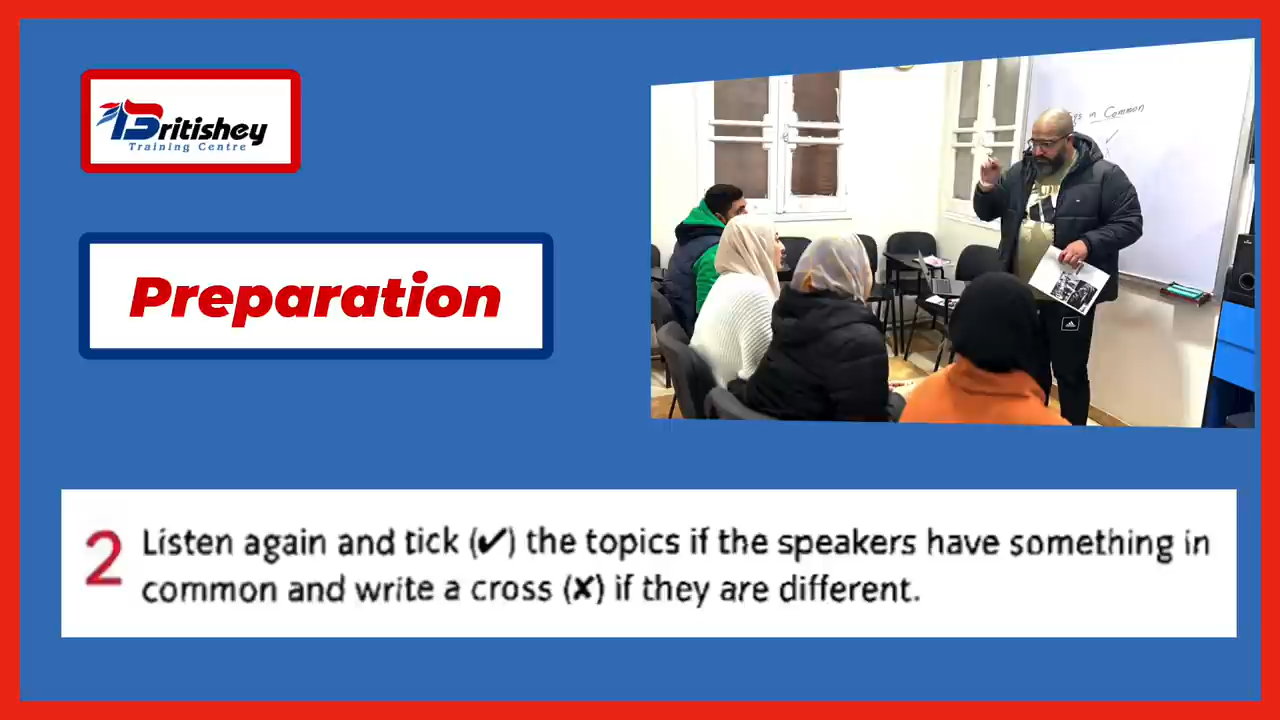 Britishey
Training Centre
in Common
Preparation
2 Listen again and tick (✔) the topics if the speakers have something in
common and write a cross (✘) if they are different.